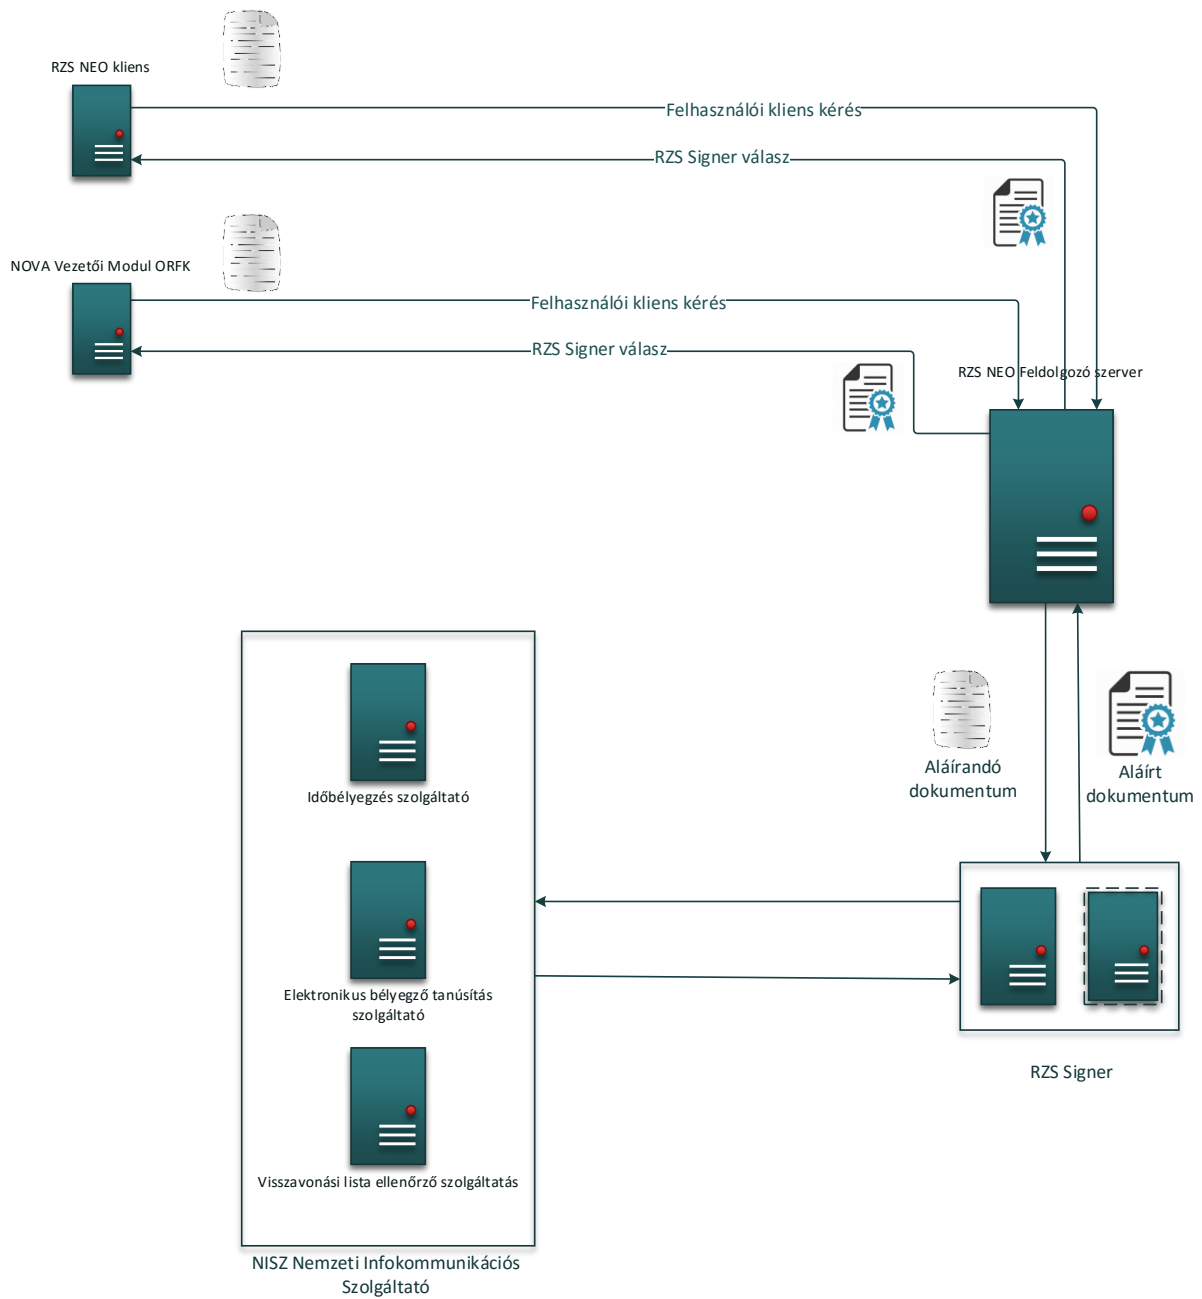 RZS NEO kliens
Felhasználói kliens kérés
RZS Signer válasz
NOVA Vezetői Modul ORFK
Felhasználói kliens kérés
RZS Signer válasz
RZS NEO Feldolgozó szerver
Aláírandó
dokumentum
Aláírt
dokumentum
Időbélyegzés szolgáltató
Elektronikus bélyegző tanúsítás
szolgáltató
RZS Signer
Visszavonási lista ellenőrző szolgáltatás
NISZ Nemzeti Infokommunikációs
Szolgáltató